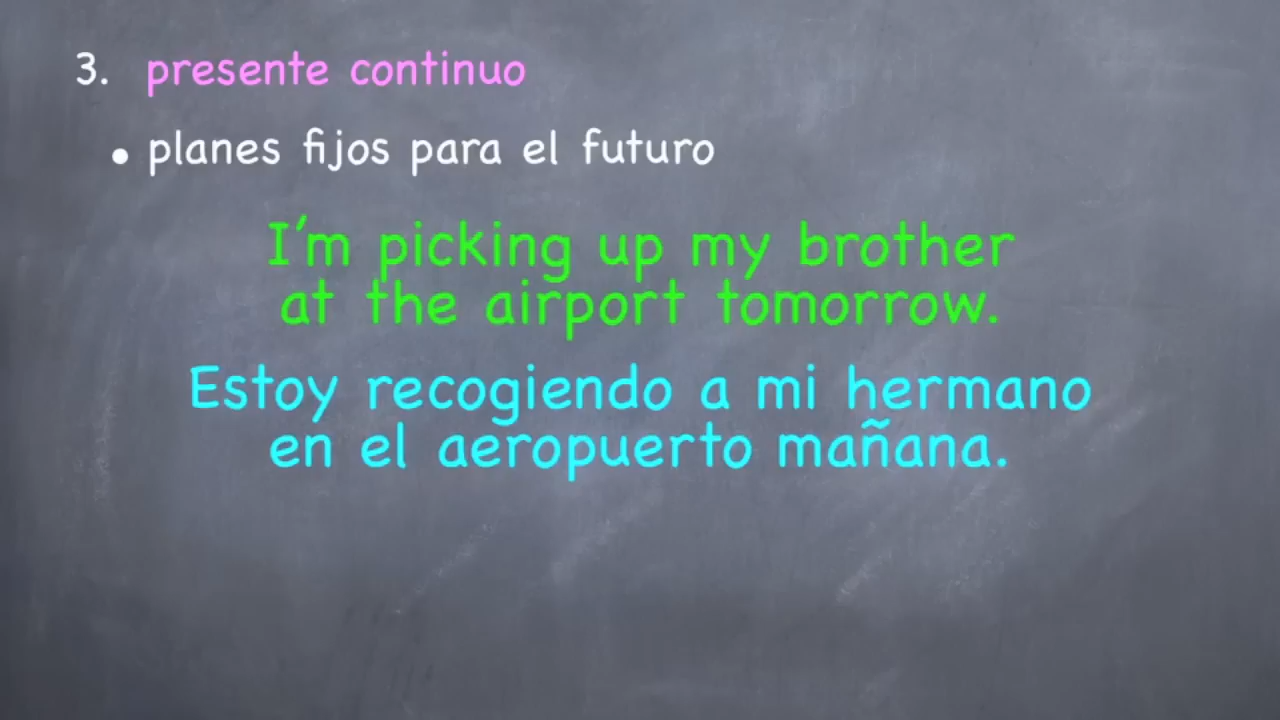 3. presente continuo
• planes fijos para el futuro
I'm picking up my brother
at the airport tomorrow.
Estoy recogiendo a mi hermano
en el aeropuerto mañana.